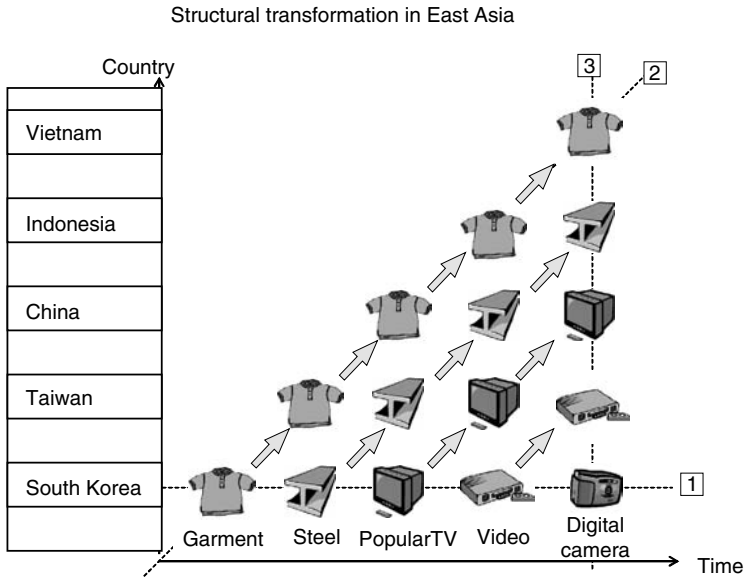 Structural transformation in East Asia
Country
3
2
Vietnam
Indonesia
China
Taiwan
South Korea
1
Garment
Steel
PopularTV
Video
Digital
camera
Time